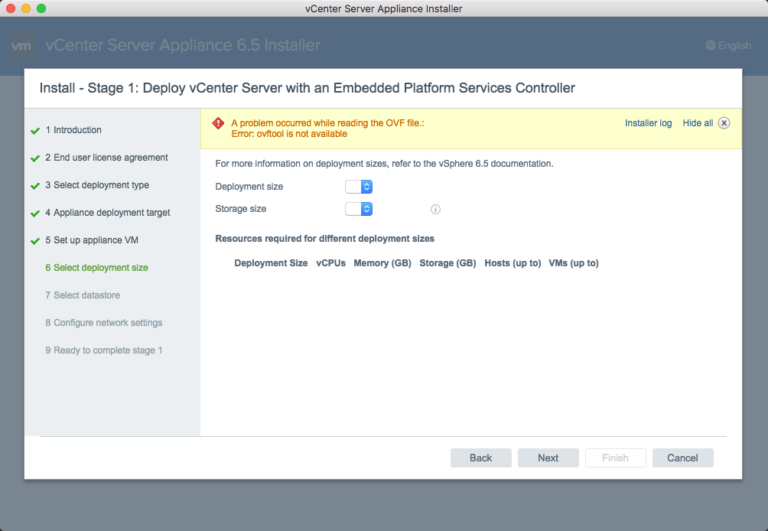 vCenter Server Appliance Installer
vm vCenter Server Appliance 6.5 Installer
English
Install - Stage 1: Deploy vCenter Server with an Embedded Platform Services Controller
1 Introduction
2 End user license agreement
3 Select deployment type
4 Appliance deployment target
5 Set up appliance VM
6 Select deployment size
7 Select datastore
8 Configure network settings
9 Ready to complete stage 1
A problem occurred while reading the OVF file.:
Error: ovftool is not available
Installer log
Hide all
For more information on deployment sizes, refer to the vSphere 6.5 documentation.
Deployment size
Storage size
Resources required for different deployment sizes
Deployment Size vCPUs Memory (GB) Storage (GB) Hosts (up to) VMs (up to)
Back Next Finish Cancel